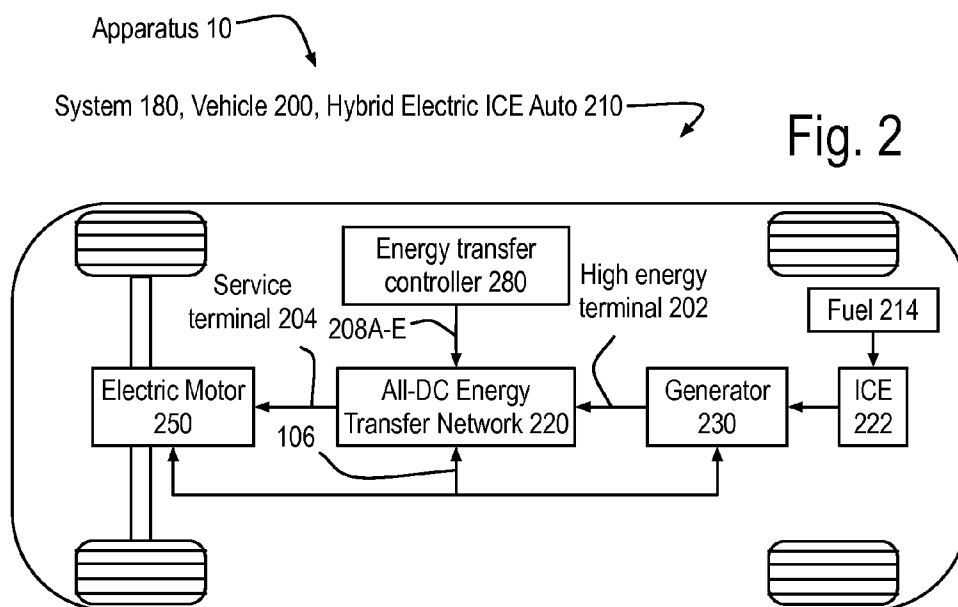 Apparatus 10
System 180, Vehicle 200, Hybrid Electric ICE Auto 210
Fig. 2
Energy transfer
controller 280
Service
terminal 204
208A-E
High energy
terminal 202
Fuel 214
Electric Motor
250
All-DC Energy
Transfer Network 220
Generator
230
ICE
222
106